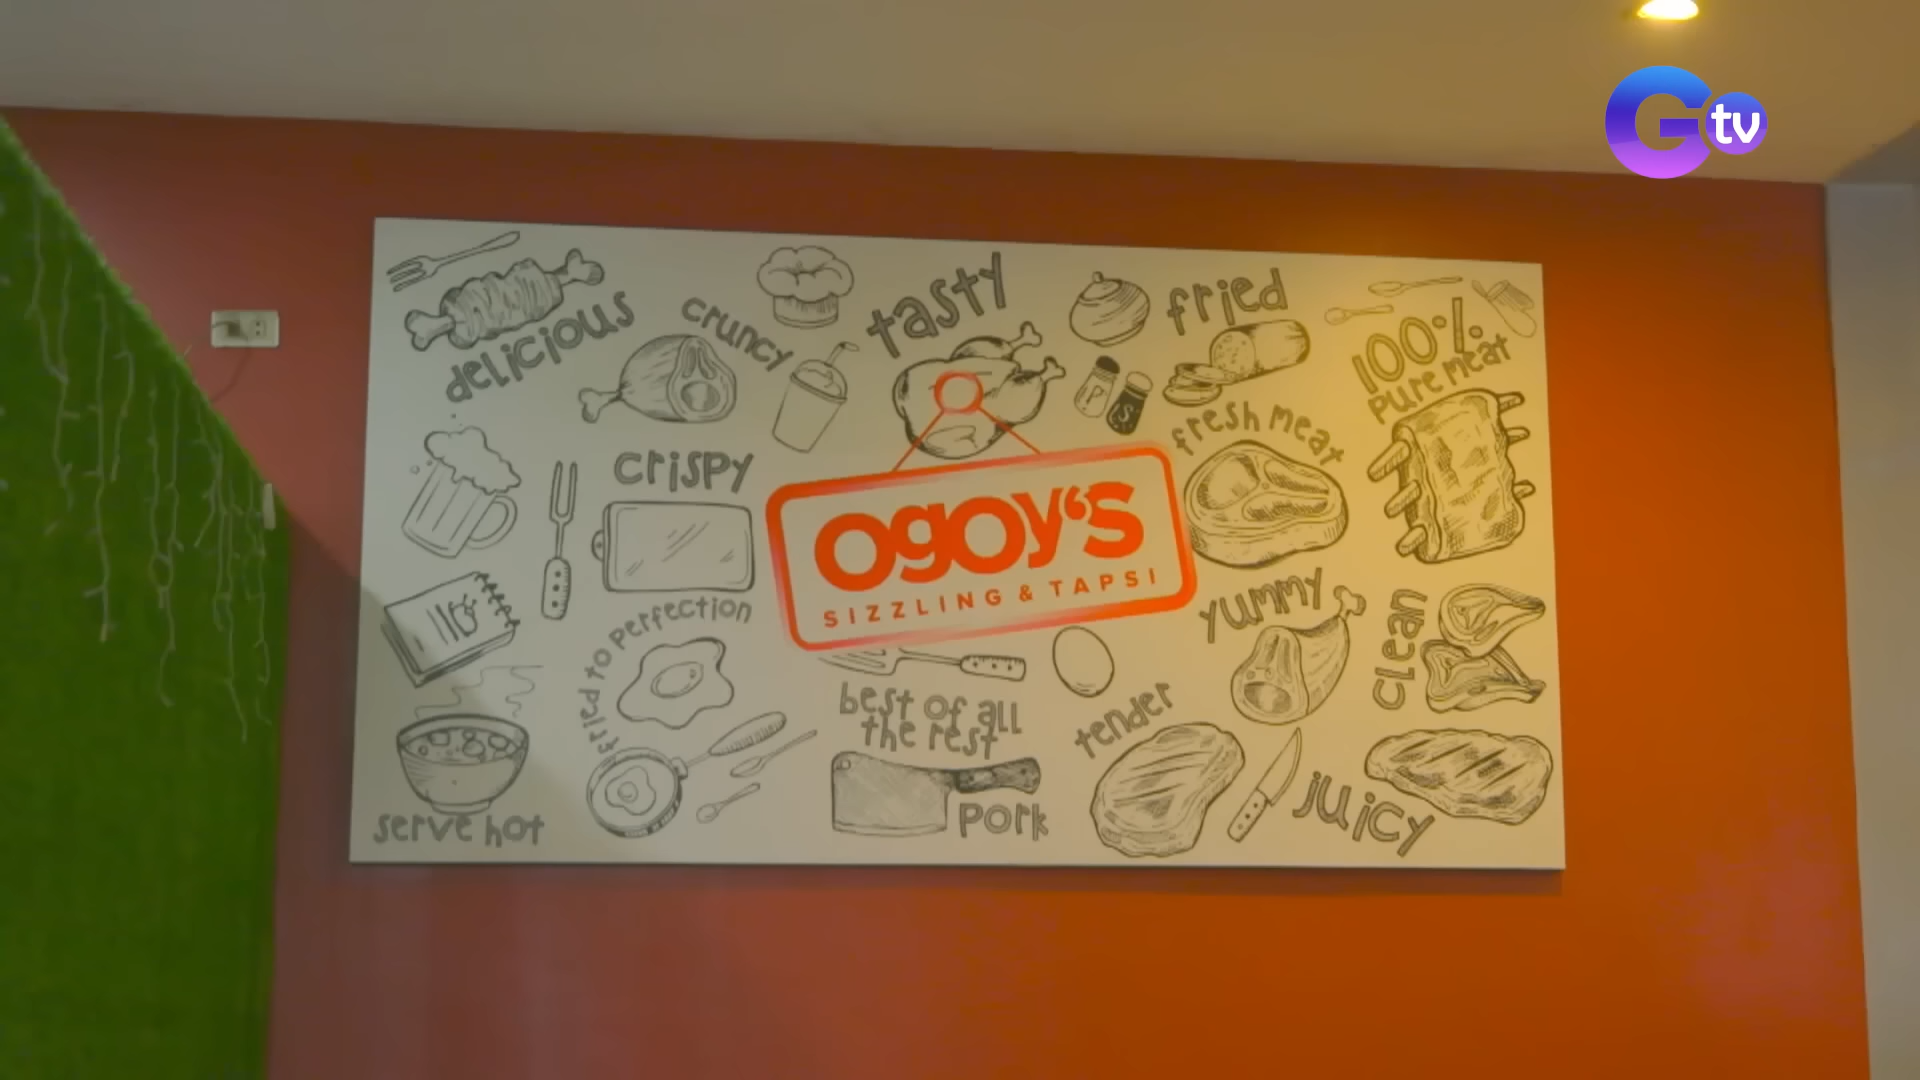 Gtv
delicious
cruncy
tasty
fried
100%
pure meat
P
S
fresh meat
crispy
ogoy's
SIZZLING & TAPSI
fried to perfection
yummy
clean
best of all
the rest
tender
serve hot
pork
juicy